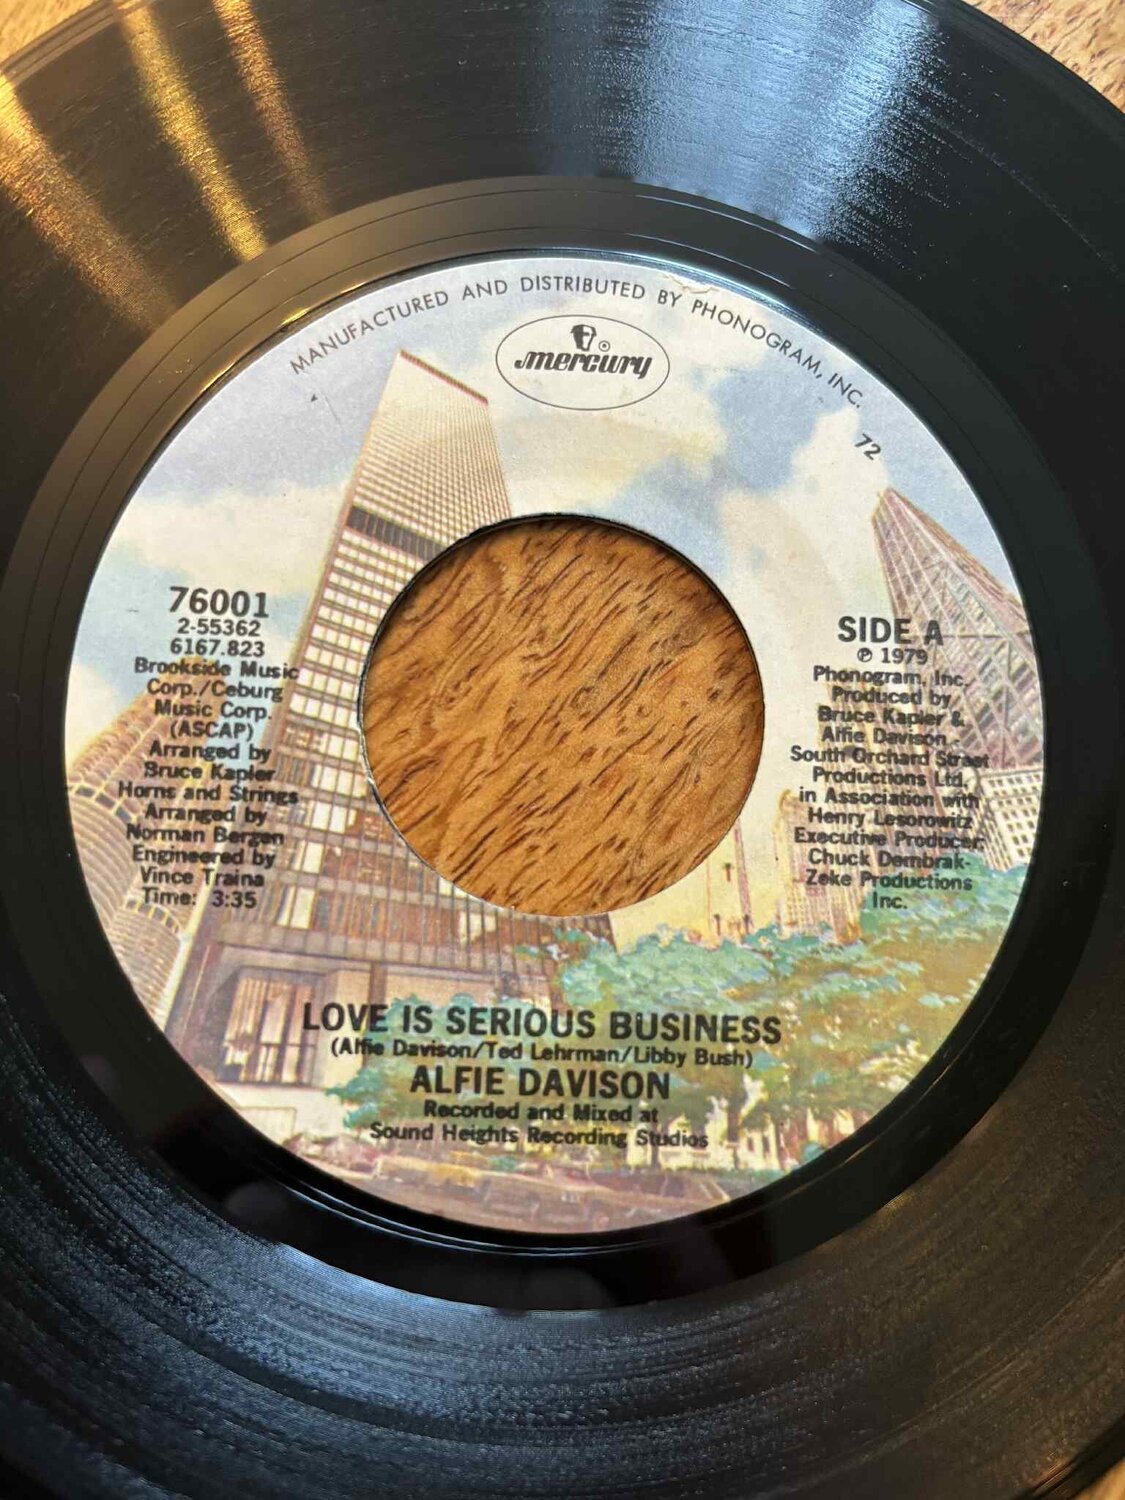 MANUFACTURED AND DISTRIBUTED BY PHONOGRAM, INC.
mercury
®
72
76001
2-55362
6167.823
Brookside Music
Corp./Ceburg
Music Corp.
(ASCAP)
Arranged by
Bruce Kapler
Horns and Strings
Arranged by
Norman Bergen
Engineered by
Vince Traina
Time: 3:35
SIDE A
℗ 1979
Phonogram, Inc.
Produced by
Bruce Kapler &
Alfie Davison -
South Orchard Street
Productions Ltd,
in Association with
Henry Lesorowitz
Executive Producer:
Chuck Dembrak-
Zeke Productions
Inc.
LOVE IS SERIOUS BUSINESS
(Alfie Davison/Ted Lehrman/Libby Bush)
ALFIE DAVISON
Recorded and Mixed at
Sound Heights Recording Studios